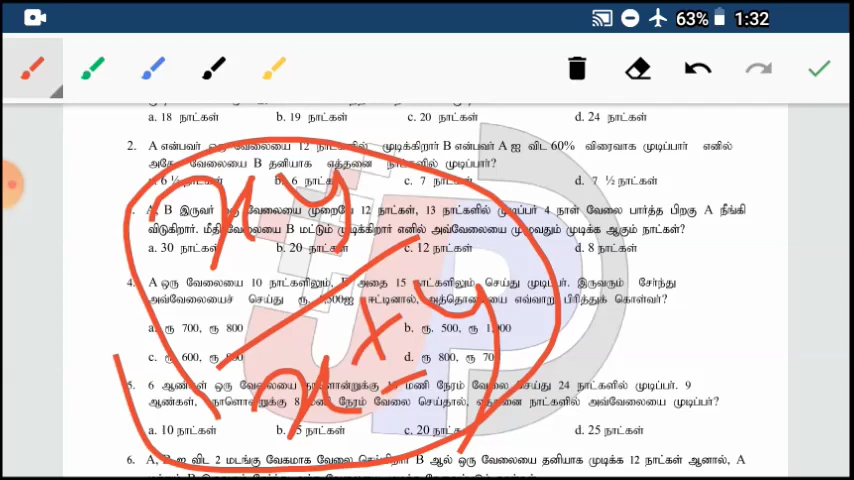 63% 1:32
a. 18 நாட்கள் b. 19 நாட்கள் c. 20 நாட்கள் d. 24 நாட்கள்
2. A என்பவர் ஒரு வேலையை 12 நாட்களில் முடிக்கிறார் B என்பவர் A ஐ விட 60% விரைவாக முடிப்பார் எனில்
அதே வேலையை B தனியாக எத்தனை நாட்களில் முடிப்பார்?
நாட்கள் b. 6 c. 7 நாட்கள் d. 7 ½ நாட்கள்
A, B இருவர் ஒரு வேலையை முறையே 12 நாட்கள், 13 நாட்களில் முடிப்பர் 4 நாள் வேலை பார்த்த பிறகு A நீங்கி
விடுகிறார். மீதி வேலையை B மட்டும் முடிக்கிறார் எனில் அவ்வேலையை முழுவதும் முடிக்க ஆகும் நாட்கள்?
a. 30 நாட்கள் b. 20 நாட்கள் c. 12 நாட்கள் d. 8 நாட்கள்
4. A ஒரு வேலையை 10 நாட்களிலும், அதை 15 நாட்களிலும் செய்து முடிப்பர். இருவரும் சேர்ந்து
அவ்வேலையைச் செய்து ரூ. ஈட்டினால், அத்தொகையை எவ்வாறு பிரித்துக் கொள்வர்?
a. ரூ 700, ரூ 800 b. ரூ. 500, ரூ
c. ரூ 600, ரூ d. ரூ 800, ரூ
5. 6 ஆண்கள் ஒரு வேலையை நாளொன்றுக்கு மணி நேரம் வேலை செய்து 24 நாட்களில் முடிப்பர். 9
ஆண்கள், நாளொன்றுக்கு 8 மணி நேரம் வேலை செய்தால், எத்தனை நாட்களில் அவ்வேலையை முடிப்பர்?
a. 10 நாட்கள் b. நாட்கள் c. 20 நாட்கள் d. 25 நாட்கள்
6. A, B ஐ விட 2 மடங்கு வேகமாக வேலை செய்கிறார் B ஆல் ஒரு வேலையை தனியாக முடிக்க 12 நாட்கள் ஆனால், A
x y
x + y